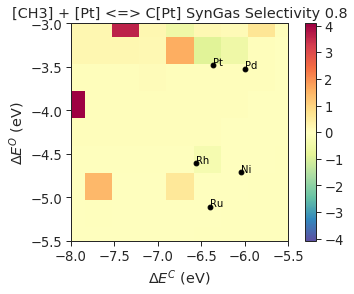 [CH3] + [Pt] <=> C[Pt] SynGas Selectivity 0.8
−3.0
−3.5
−4.0
−4.5
−5.0
−5.5
ΔE^O (eV)
Pt
Pd
Rh
Ni
Ru
−8.0 −7.5 −7.0 −6.5 −6.0 −5.5
ΔE^C (eV)
4
3
2
1
0
−1
−2
−3
−4